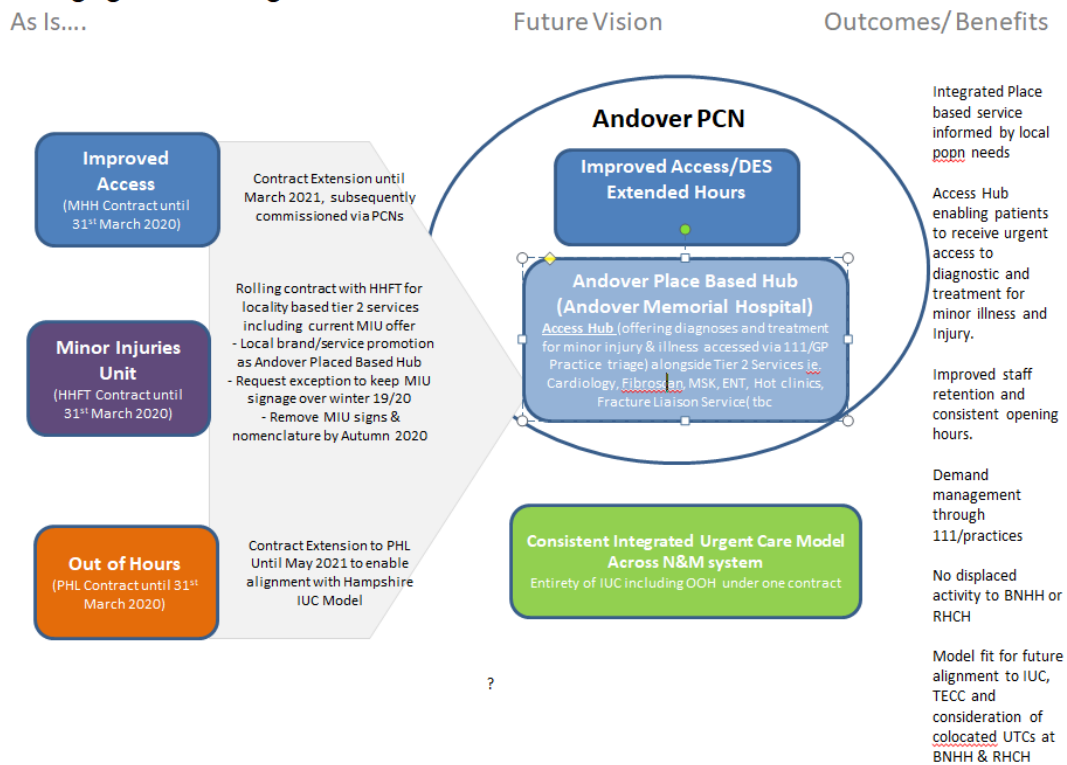 As Is....
Future Vision
Outcomes/ Benefits
Improved
Access
(MHH Contract until
31st March 2020)
Minor Injuries
Unit
(HHFT Contract until
31st March 2020)
Out of Hours
(PHL Contract until 31st
March 2020)
Contract Extension until
March 2021, subsequently
commissioned via PCNs
Rolling contract with HHFT for
locality based tier 2 services
including current MIU offer
- Local brand/service promotion
as Andover Placed Based Hub
- Request exception to keep MIU
signage over winter 19/20
- Remove MIU signs &
nomenclature by Autumn 2020
Contract Extension to PHL
Until May 2021 to enable
alignment with Hampshire
IUC Model
Andover PCN
Improved Access/DES
Extended Hours
Andover Place Based Hub
(Andover Memorial Hospital)
Access Hub (offering diagnoses and treatment
for minor injury & illness accessed via 111/GP
Practice triage) alongside Tier 2 Services ie.
Cardiology, Fibroscan, MSK, ENT, Hot clinics,
Fracture Liaison Service( tbc
Consistent Integrated Urgent Care Model
Across N&M system
Entirety of IUC including OOH under one contract
?
Integrated Place
based service
informed by local
popn needs
Access Hub
enabling patients
to receive urgent
access to
diagnostic and
treatment for
minor illness and
Injury.
Improved staff
retention and
consistent opening
hours.
Demand
management
through
111/practices
No displaced
activity to BNHH or
RHCH
Model fit for future
alignment to IUC,
TECC and
consideration of
colocated UTCs at
BNHH & RHCH